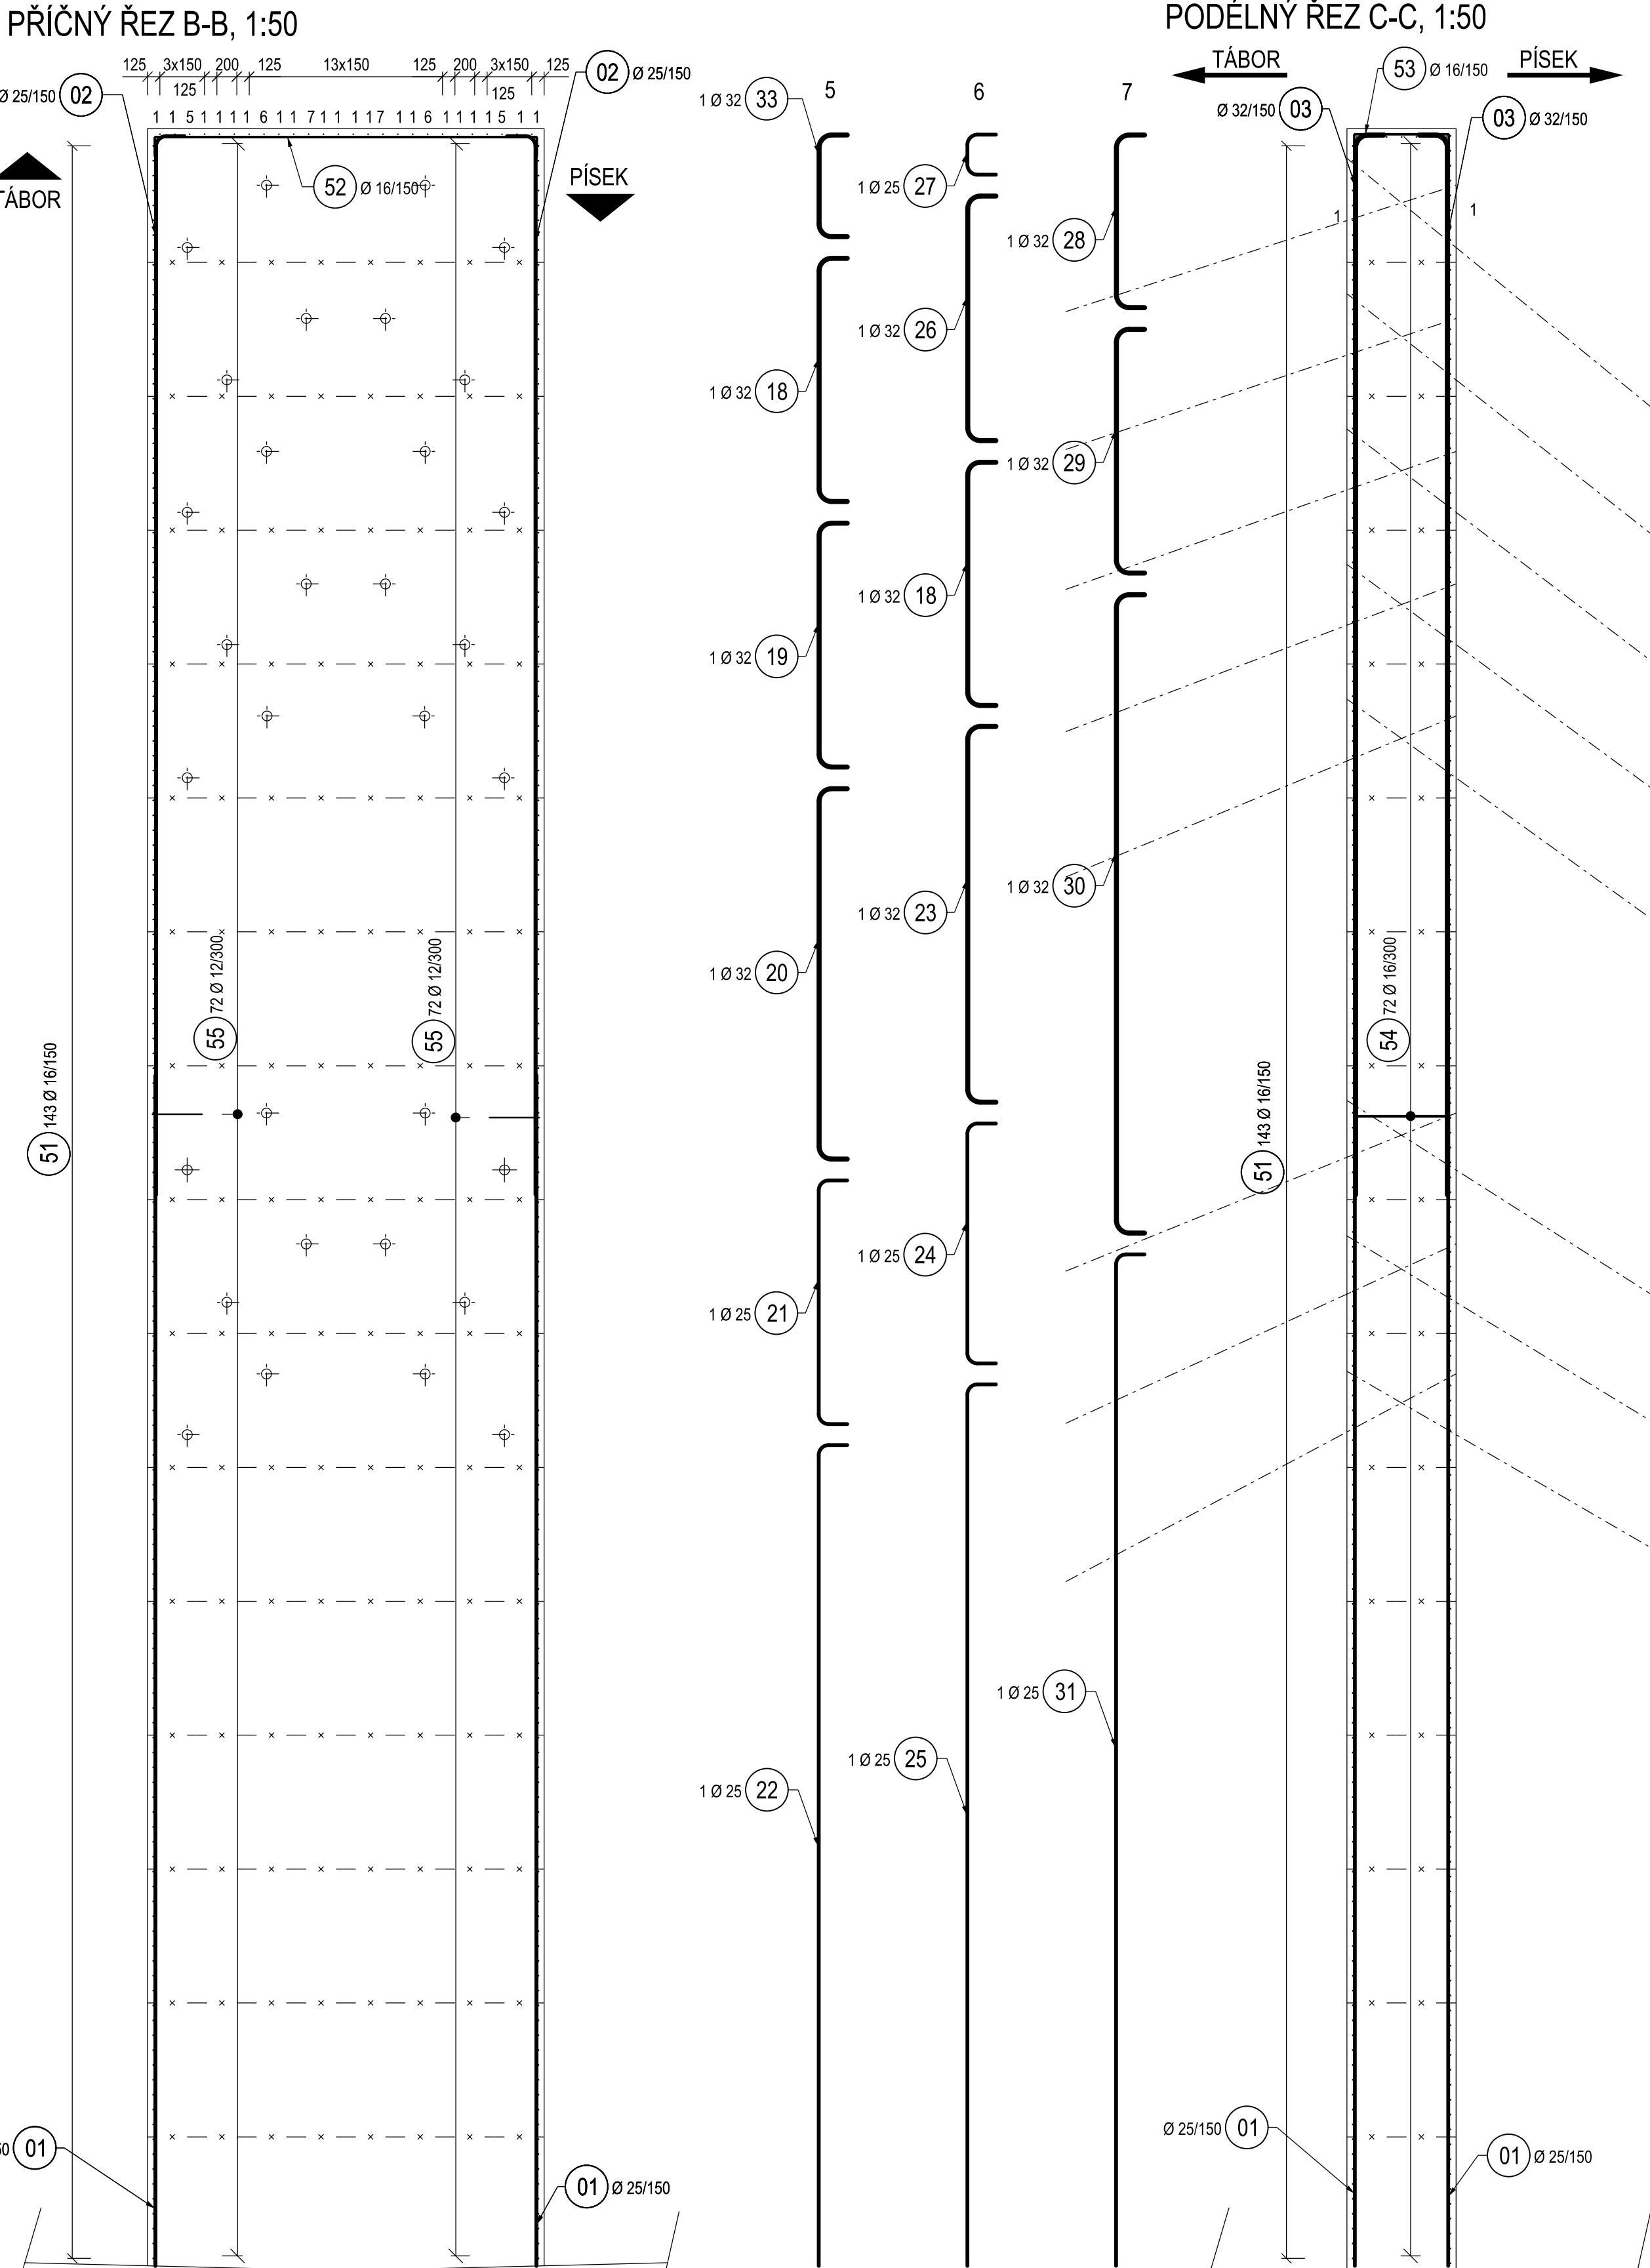 PŘÍČNÝ ŘEZ B-B, 1:50
PODÉLNÝ ŘEZ C-C, 1:50
125 3x150 200 125 13x150 125 200 3x150 125
125 125
Ø 25/150 02
02 Ø 25/150
1 1 5 1 1 1 1 6 1 1 7 1 1 1 7 1 1 6 1 1 1 1 5 1 1
TÁBOR
PÍSEK
52 Ø 16/150
51 143 Ø 16/150
55 72 Ø 12/300
55 72 Ø 12/300
01
01 Ø 25/150
5
1 Ø 32 33
1 Ø 32 18
1 Ø 32 19
1 Ø 32 20
1 Ø 25 21
1 Ø 25 22
6
1 Ø 25 27
1 Ø 32 26
1 Ø 32 18
1 Ø 32 23
1 Ø 25 24
1 Ø 25 25
7
1 Ø 32 28
1 Ø 32 29
1 Ø 32 30
1 Ø 25 31
TÁBOR
PÍSEK
53 Ø 16/150
Ø 32/150 03
03 Ø 32/150
1
1
51 143 Ø 16/150
54 72 Ø 16/300
Ø 25/150 01
01 Ø 25/150